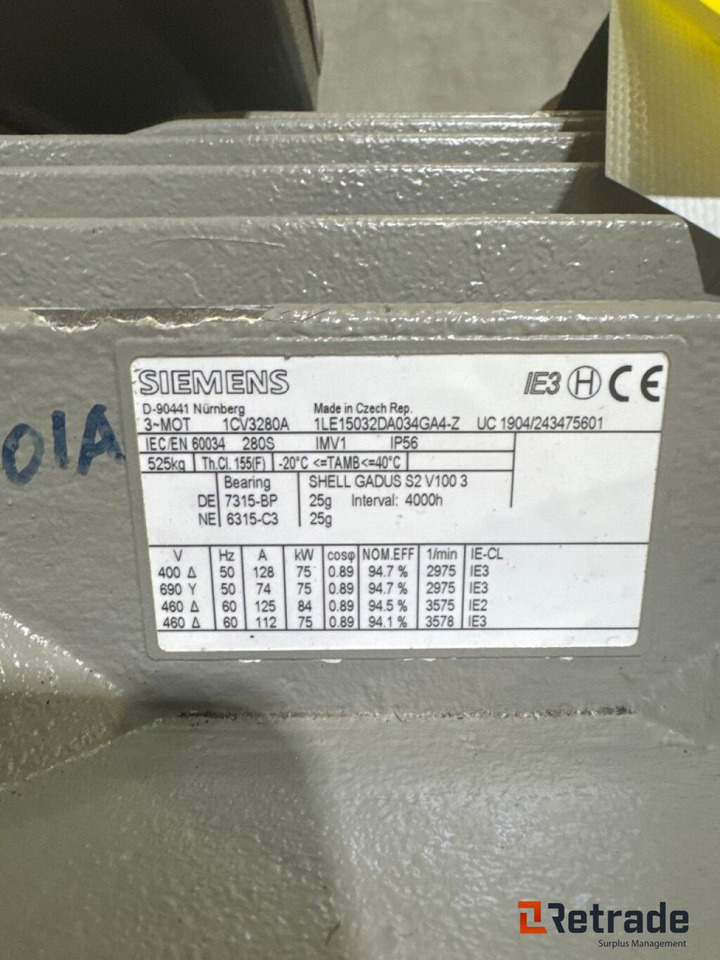 SIEMENS IE3 H CE
D-90441 Nürnberg Made in Czech Rep.
3~MOT 1CV3280A 1LE15032DA034GA4-Z UC 1904/243475601
IEC/EN 60034 280S IMV1 IP56
525kg Th.Cl. 155(F) -20°C <=TAMB<=40°C
Bearing SHELL GADUS S2 V100 3
DE 7315-BP 25g Interval: 4000h
NE 6315-C3 25g
V Hz A kW cosφ NOM.EFF 1/min IE-CL
400 Δ 50 128 75 0.89 94.7 % 2975 IE3
690 Y 50 74 75 0.89 94.7 % 2975 IE3
460 Δ 60 125 84 0.89 94.5 % 3575 IE2
460 Δ 60 112 75 0.89 94.1 % 3578 IE3
01A
Retrade
Surplus Management